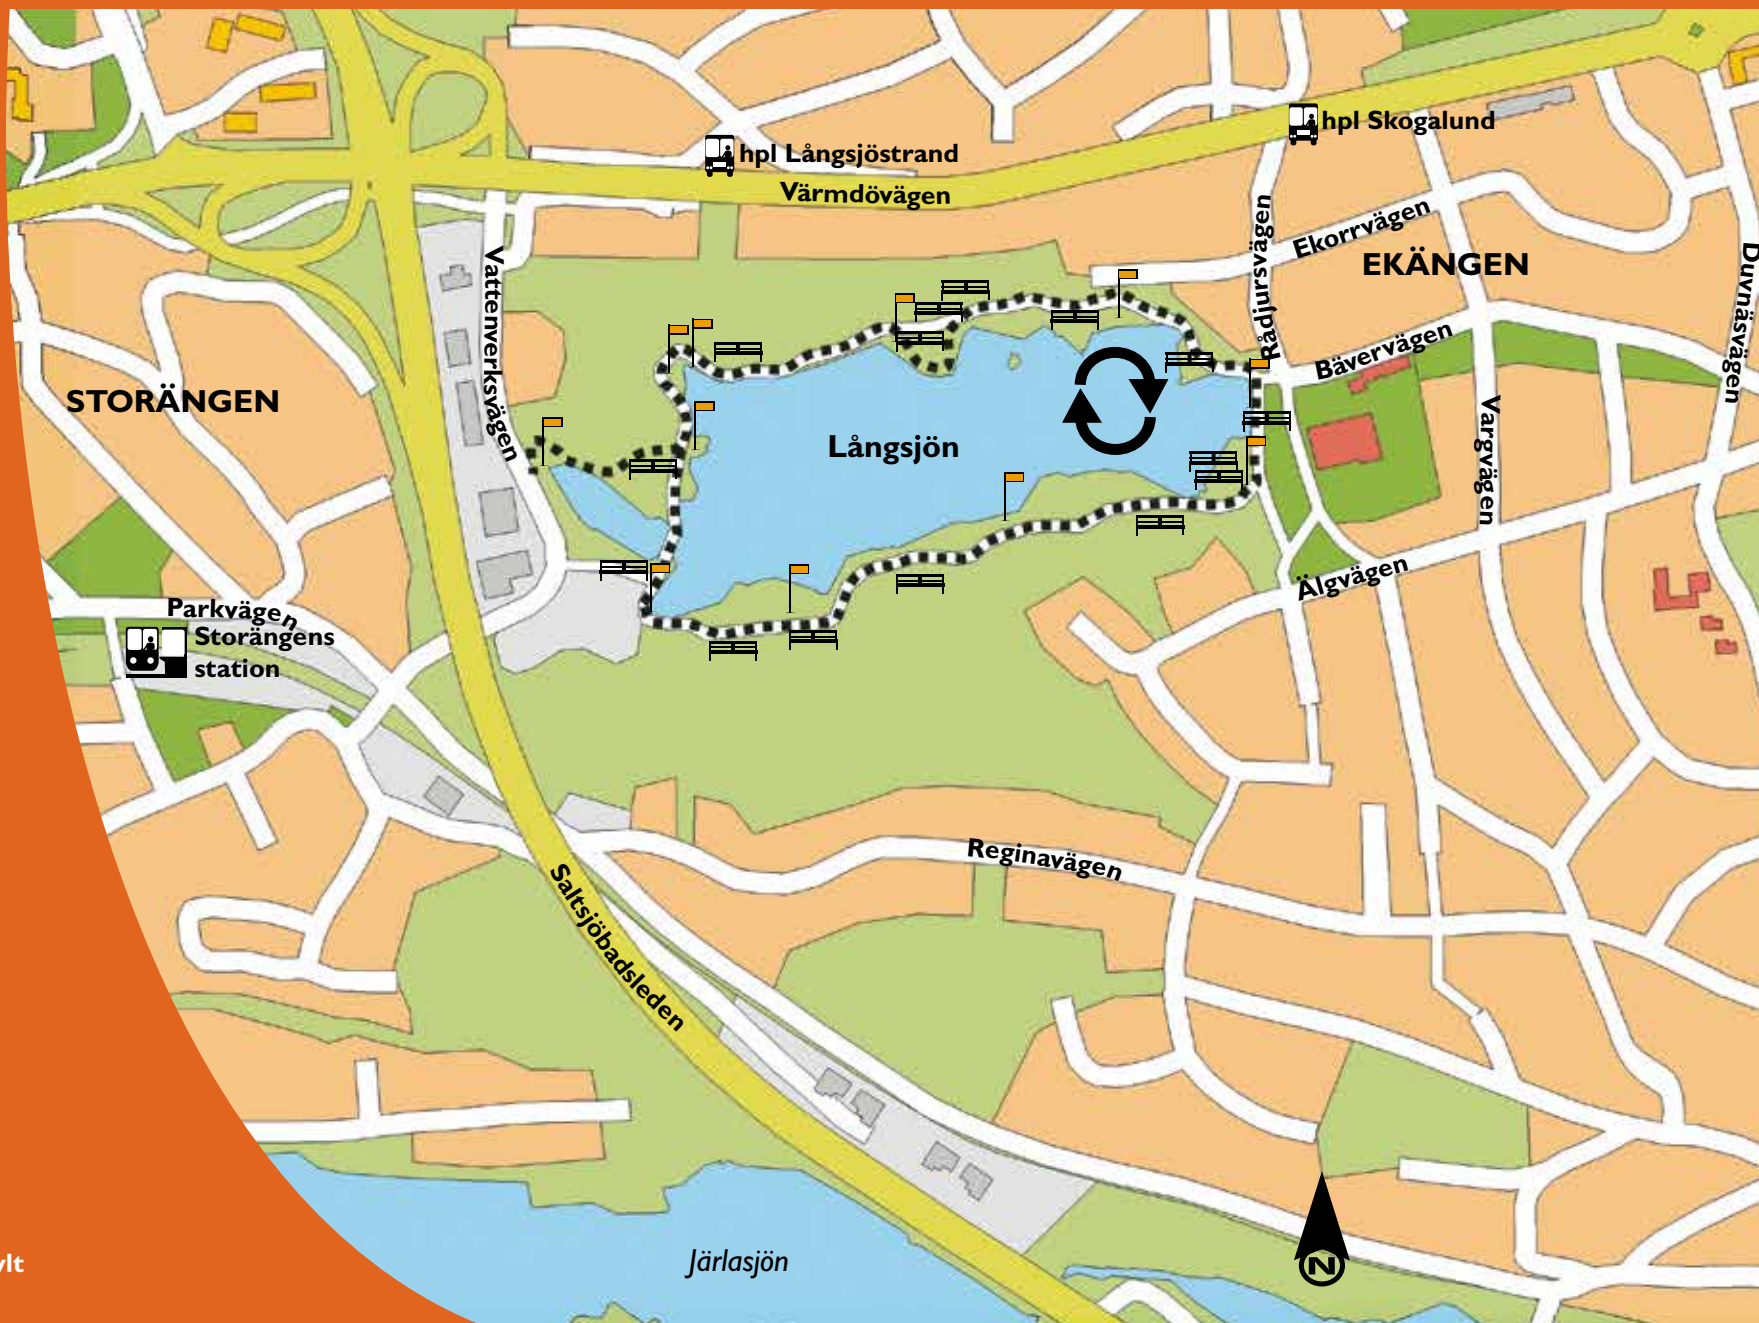 hpl Skogalund
hpl Långsjöstrand
Värmdövägen
Rådjursvägen
Ekorrvägen
EKÄNGEN
Duvnäsvägen
Vattenverksvägen
Bävervägen
STORÄNGEN
Långsjön
Vargvägen
Älgvägen
Parkvägen
Storängens
station
Reginavägen
Saltsjöbadsleden
Järlasjön
N